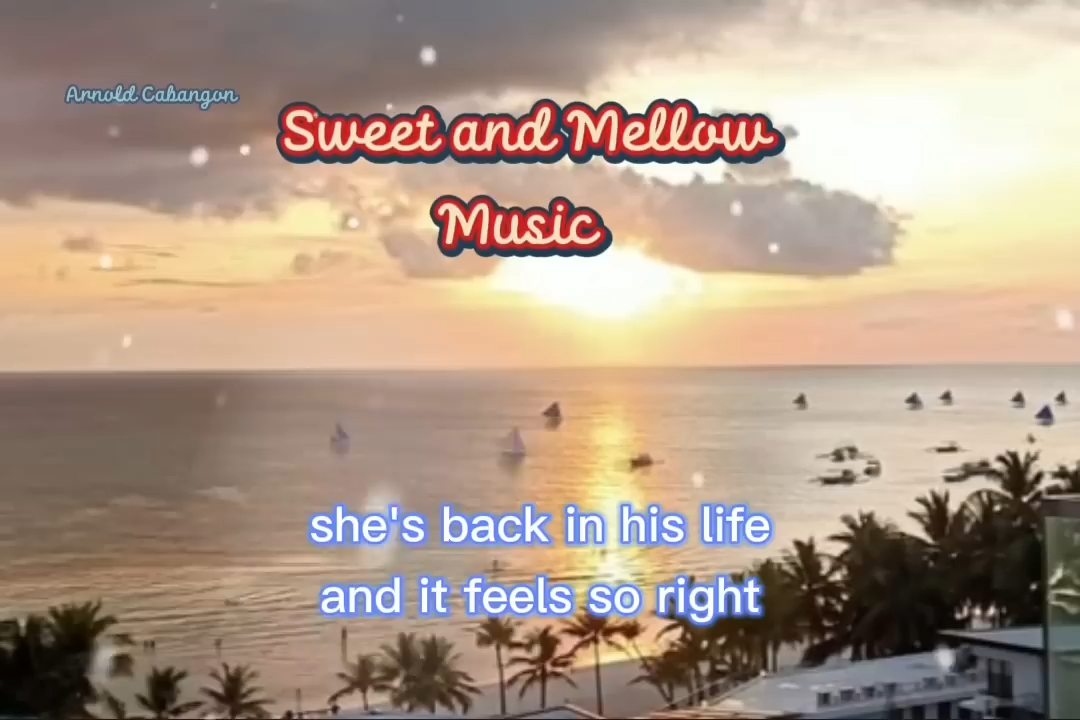 Arnold Cabangon
Sweet and Mellow
Music
she's back in his life
and it feels so right